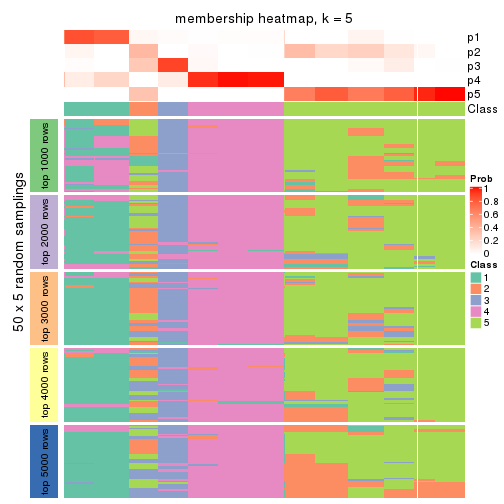 membership heatmap, k = 5
p1
p2
p3
p4
p5
Class
50 x 5 random samplings
top 1000 rows
top 2000 rows
top 3000 rows
top 4000 rows
top 5000 rows
Prob
1
0.8
0.6
0.4
0.2
0
Class
1
2
3
4
5